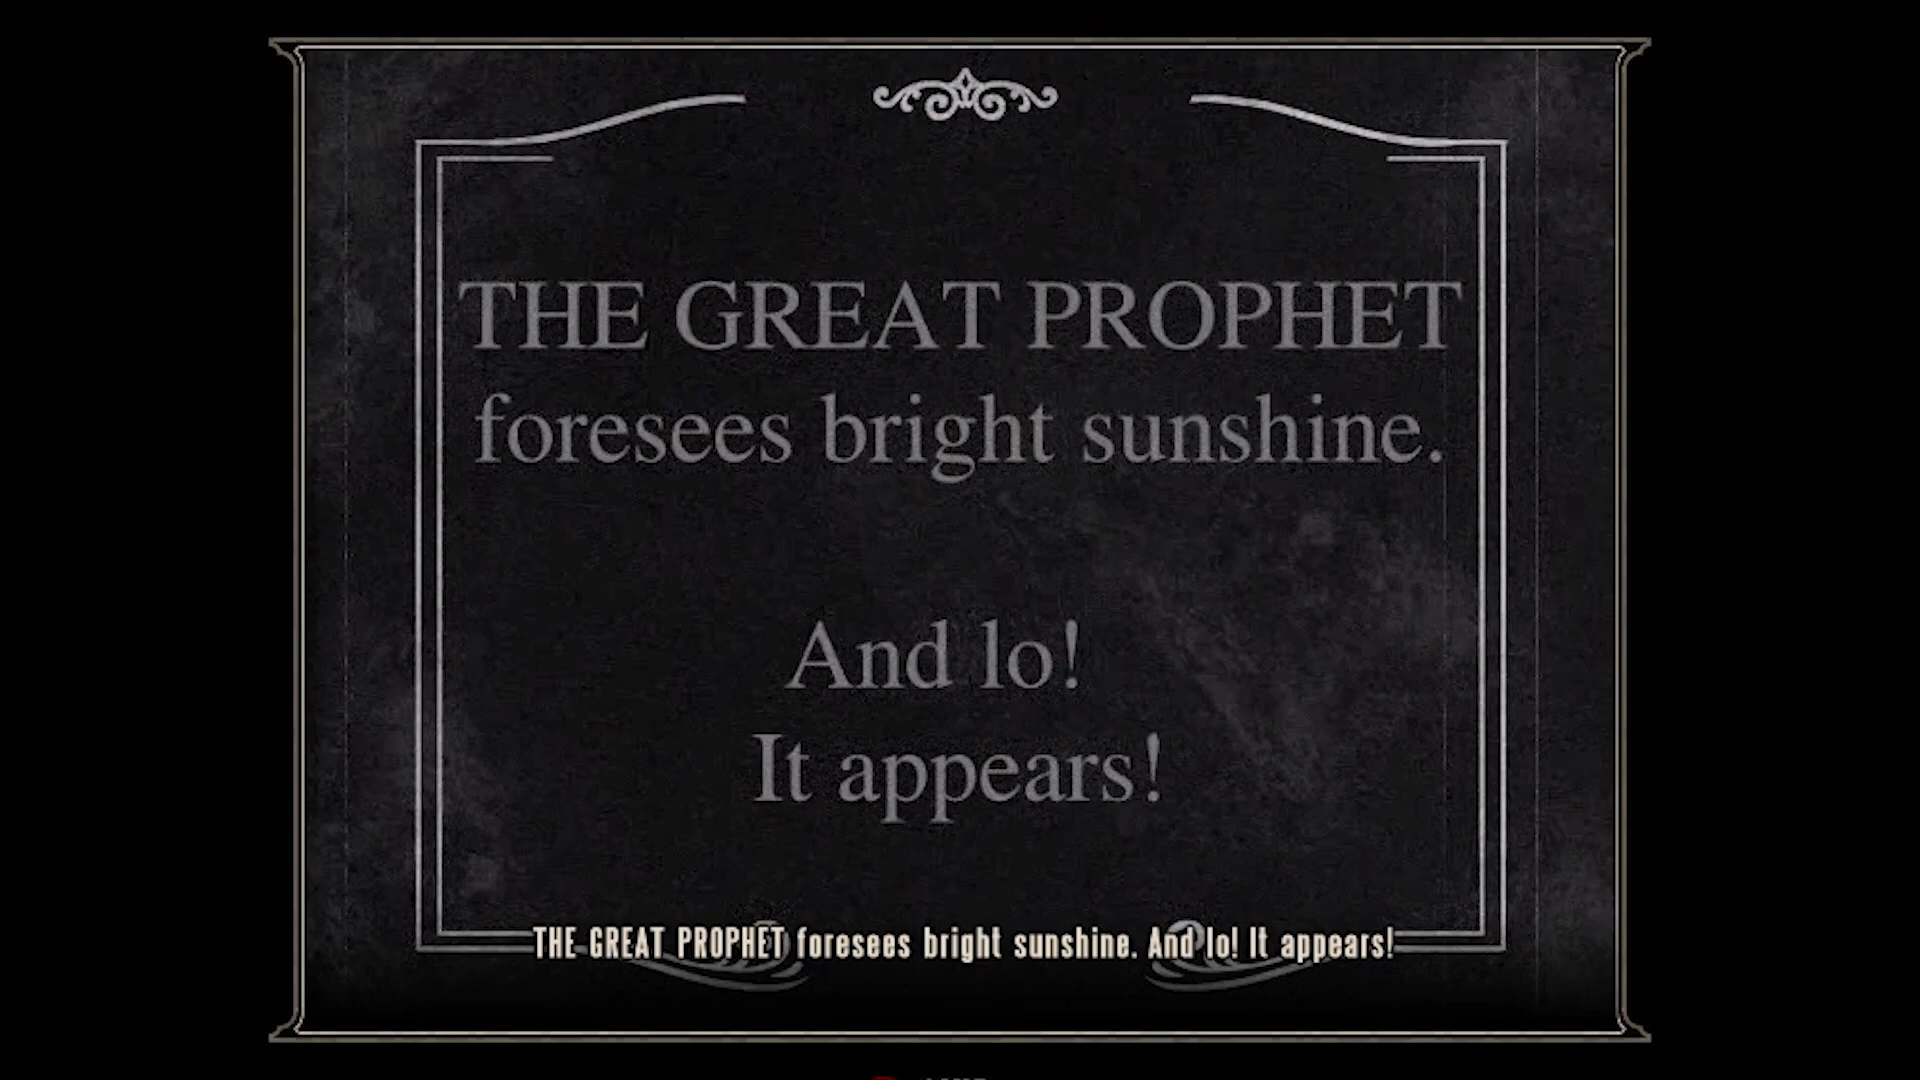 THE GREAT PROPHET
foresees bright sunshine.
And lo!
It appears!
THE GREAT PROPHET foresees bright sunshine. And lo! It appears!